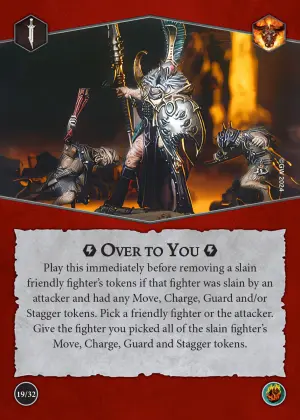 ©GW 2024
OVER TO YOU
Play this immediately before removing a slain
friendly fighter's tokens if that fighter was slain by an
attacker and had any Move, Charge, Guard and/or
Stagger tokens. Pick a friendly fighter or the attacker.
Give the fighter you picked all of the slain fighter's
Move, Charge, Guard and Stagger tokens.
19/32